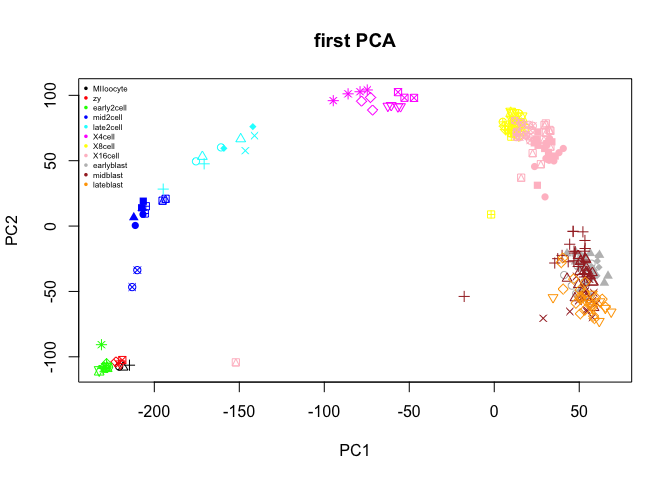 first PCA
MIIoocyte
zy
early2cell
mid2cell
late2cell
X4cell
X8cell
X16cell
earlyblast
midblast
lateblast
100
50
0
-50
-100
PC2
-200 -150 -100 -50 0 50
PC1